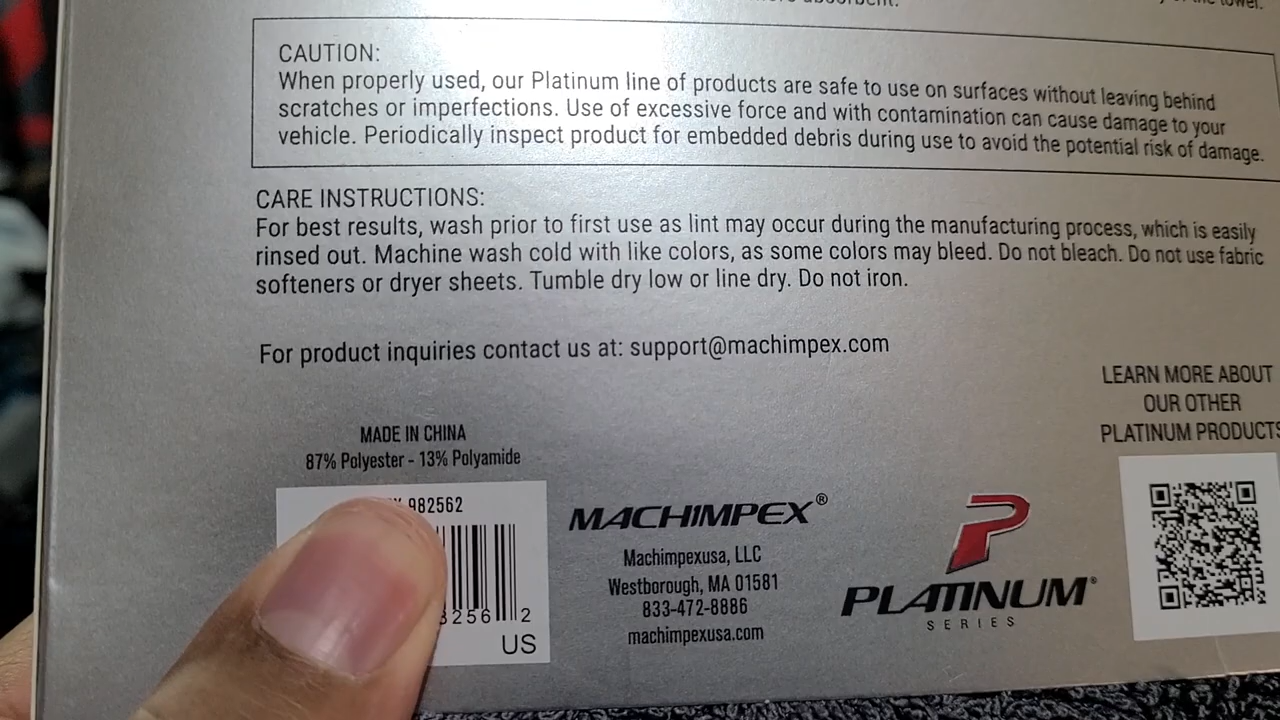 absorbent.
CAUTION:
When properly used, our Platinum line of products are safe to use on surfaces without leaving behind
scratches or imperfections. Use of excessive force and with contamination can cause damage to your
vehicle. Periodically inspect product for embedded debris during use to avoid the potential risk of damage.
CARE INSTRUCTIONS:
For best results, wash prior to first use as lint may occur during the manufacturing process, which is easily
rinsed out. Machine wash cold with like colors, as some colors may bleed. Do not bleach. Do not use fabric
softeners or dryer sheets. Tumble dry low or line dry. Do not iron.
For product inquiries contact us at: support@machimpex.com
MADE IN CHINA
87% Polyester - 13% Polyamide
982562
3256 2
US
MACHIMPEX®
Machimpexusa, LLC
Westborough, MA 01581
833-472-8886
machimpexusa.com
P
PLATINUM®
SERIES
LEARN MORE ABOUT
OUR OTHER
PLATINUM PRODUCTS